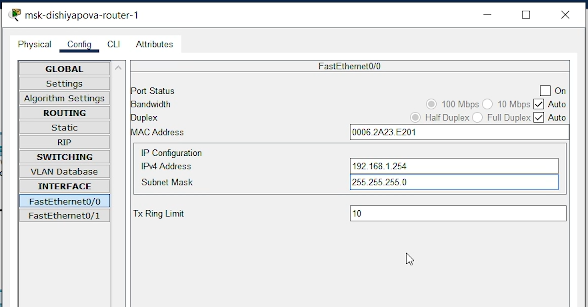 msk-dishiyapova-router-1
Physical Config CLI Attributes
GLOBAL
Settings
Algorithm Settings
ROUTING
Static
RIP
SWITCHING
VLAN Database
INTERFACE
FastEthernet0/0
FastEthernet0/1
FastEthernet0/0
Port Status On
Bandwidth 100 Mbps 10 Mbps Auto
Duplex Half Duplex Full Duplex Auto
MAC Address 0006.2A23.E201
IP Configuration
IPv4 Address 192.168.1.254
Subnet Mask 255.255.255.0
Tx Ring Limit 10